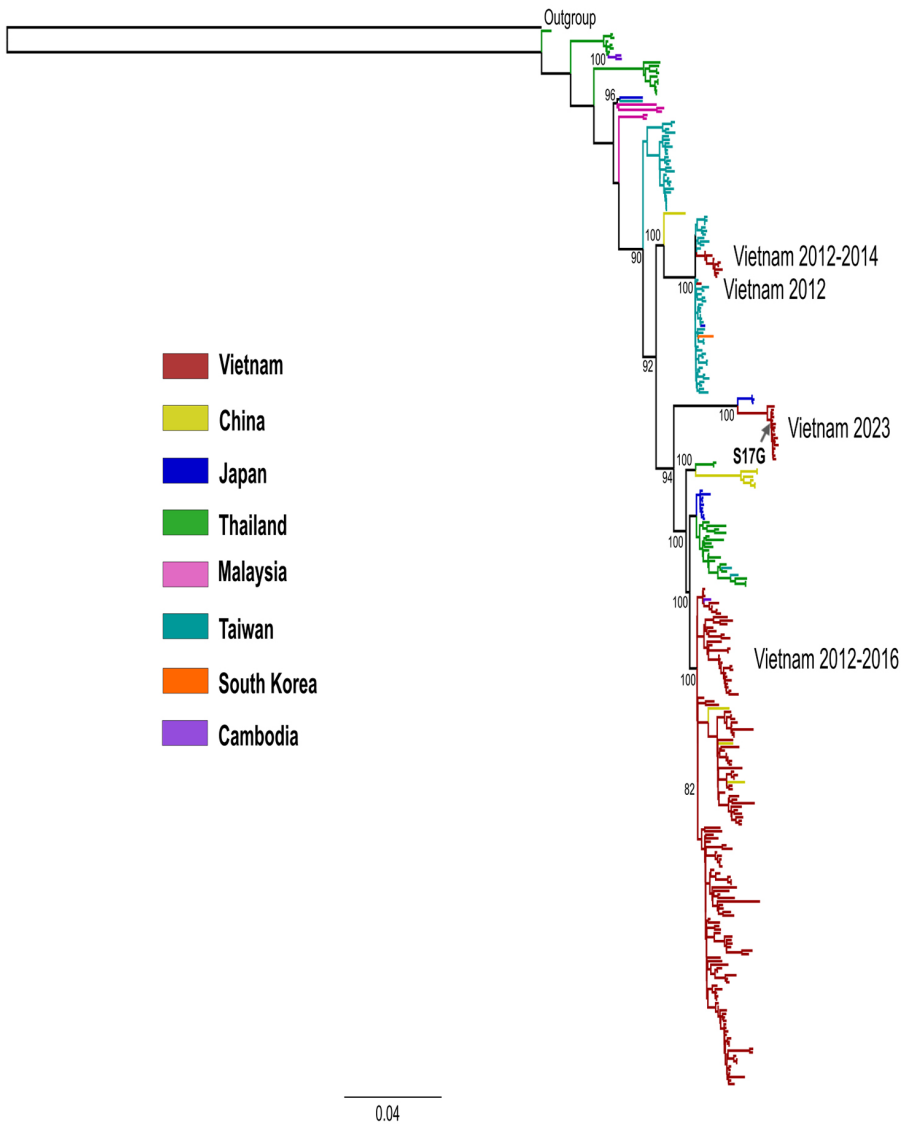 Outgroup
100
96
100
90
Vietnam 2012-2014
100
Vietnam 2012
92
Vietnam
China
100
Vietnam 2023
S17G
Japan
100
94
Thailand
100
Malaysia
100
Taiwan
Vietnam 2012-2016
100
South Korea
Cambodia
82
0.04